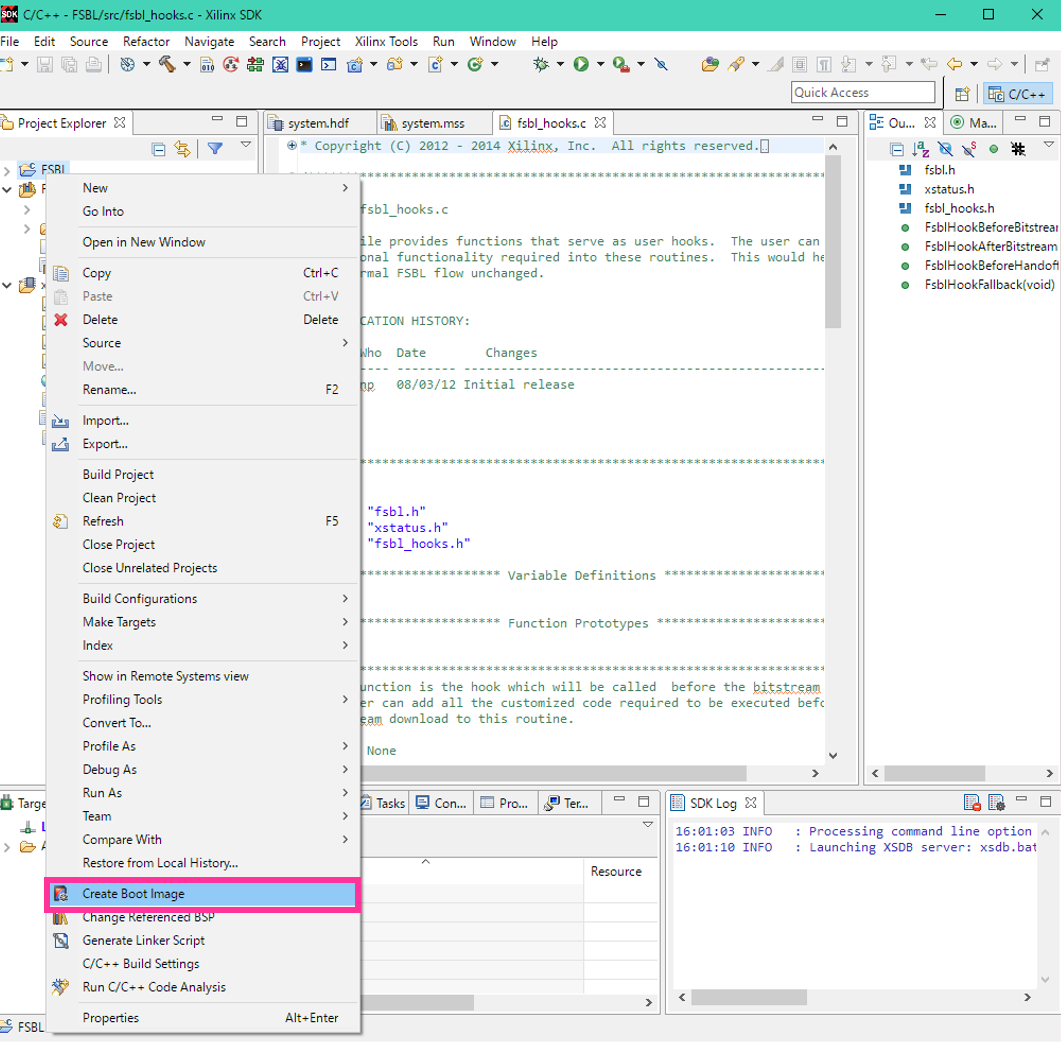 SDK C/C++ - FSBL/src/fsbl_hooks.c - Xilinx SDK
File Edit Source Refactor Navigate Search Project Xilinx Tools Run Window Help
Quick Access
C/C++
Project Explorer
FSBL
New
Go Into
Open in New Window
Copy Ctrl+C
Paste Ctrl+V
Delete Delete
Source
Move...
Rename... F2
Import...
Export...
Build Project
Clean Project
Refresh F5
Close Project
Close Unrelated Projects
Build Configurations
Make Targets
Index
Show in Remote Systems view
Profiling Tools
Convert To...
Profile As
Debug As
Run As
Team
Compare With
Restore from Local History...
Create Boot Image
Change Referenced BSP
Generate Linker Script
C/C++ Build Settings
Run C/C++ Code Analysis
Properties Alt+Enter
system.hdf system.mss fsbl_hooks.c
* Copyright (C) 2012 - 2014 Xilinx, Inc. All rights reserved.
fsbl_hooks.c
ile provides functions that serve as user hooks. The user can
onal functionality required into these routines. This would he
rmal FSBL flow unchanged.
CATION HISTORY:
Who Date Changes
---- -------- -----------------------------------------------
np 08/03/12 Initial release
"fsbl.h"
"xstatus.h"
"fsbl_hooks.h"
******************* Variable Definitions **********************
******************* Function Prototypes ***********************
unction is the hook which will be called before the bitstream
er can add all the customized code required to be executed befo
eam download to this routine.
None
Ou... Ma...
fsbl.h
xstatus.h
fsbl_hooks.h
FsblHookBeforeBitstrear
FsblHookAfterBitstream
FsblHookBeforeHandoff
FsblHookFallback(void)
Targe
Tasks Con... Pro... Ter...
Resource
SDK Log
16:01:03 INFO : Processing command line option
16:01:10 INFO : Launching XSDB server: xsdb.bat
FSBL